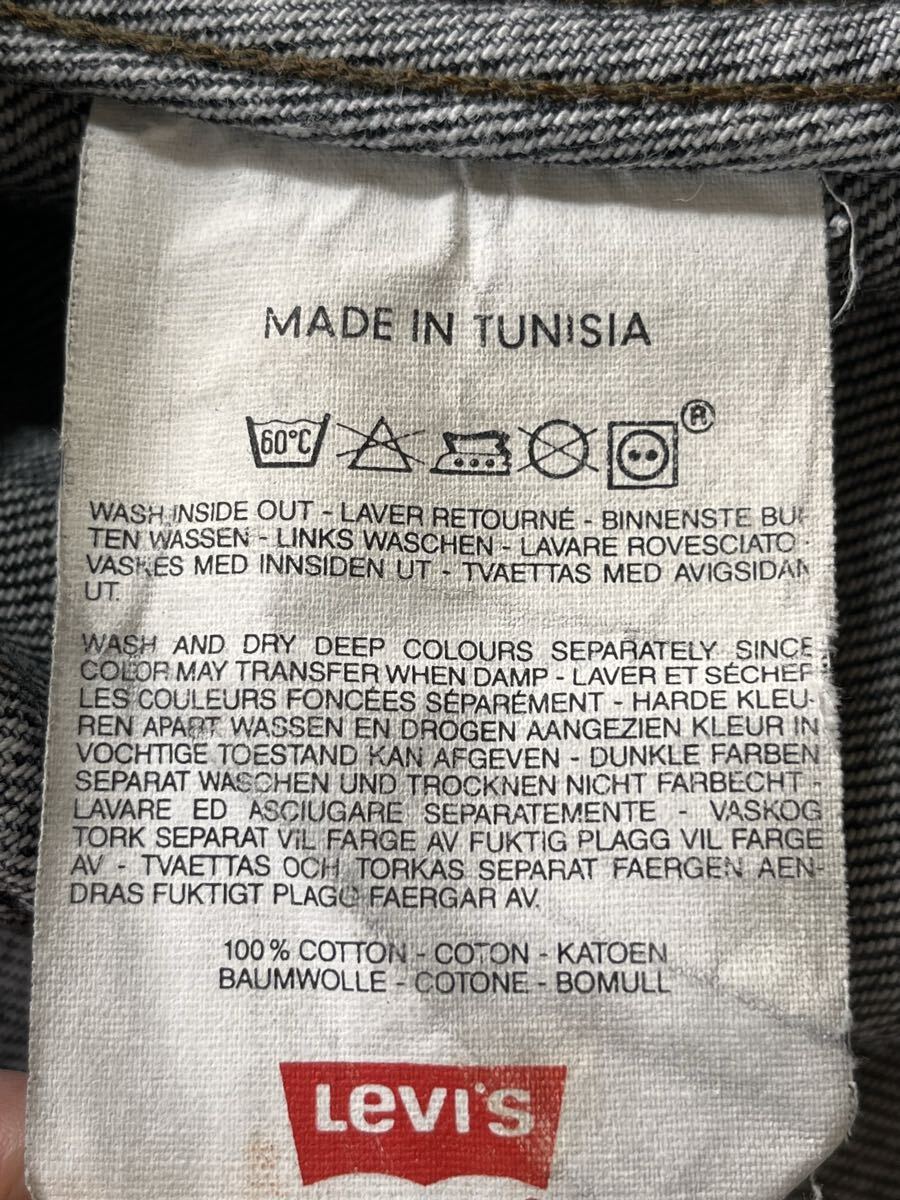 MADE IN TUNISIA
60°C
®
WASH INSIDE OUT - LAVER RETOURNÉ - BINNENSTE BUI
TEN WASSEN - LINKS WASCHEN - LAVARE ROVESCIATO -
VASKES MED INNSIDEN UT - TVAETTAS MED AVIGSIDAN
UT.
WASH AND DRY DEEP COLOURS SEPARATELY SINCE
COLOR MAY TRANSFER WHEN DAMP - LAVER ET SÉCHER
LES COULEURS FONCÉES SÉPARÉMENT - HARDE KLEU-
REN APART WASSEN EN DROGEN AANGEZIEN KLEUR IN
VOCHTIGE TOESTAND KAN AFGEVEN - DUNKLE FARBEN
SEPARAT WASCHEN UND TROCKNEN NICHT FARBECHT -
LAVARE ED ASCIUGARE SEPARATEMENTE - VASKOG
TORK SEPARAT VIL FARGE AV FUKTIG PLAGG VIL FARGE
AV - TVAETTAS OCH TORKAS SEPARAT FAERGEN AEN-
DRAS FUKTIGT PLAGG FAERGAR AV.
100% COTTON - COTON - KATOEN
BAUMWOLLE - COTONE - BOMULL
LEVI'S